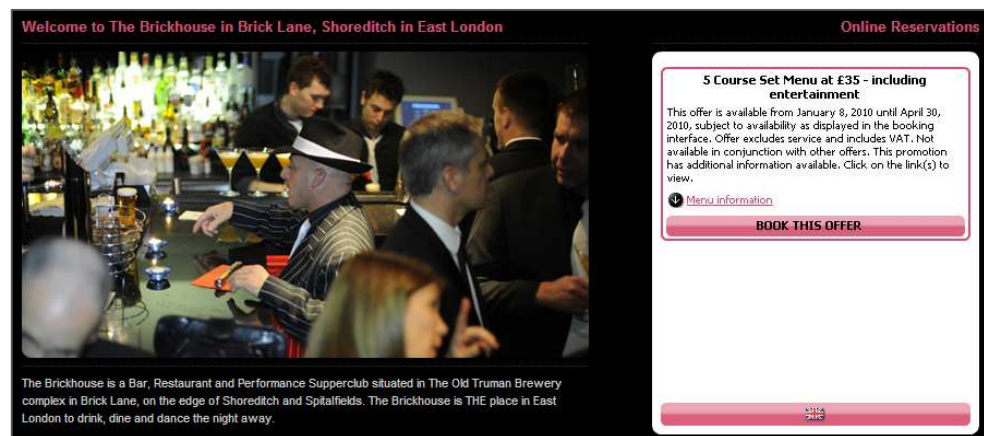 Welcome to The Brickhouse in Brick Lane, Shoreditch in East London
Online Reservations
5 Course Set Menu at £35 - including
entertainment
This offer is available from January 8, 2010 until April 30,
2010, subject to availability as displayed in the booking
interface. Offer excludes service and includes VAT. Not
available in conjunction with other offers. This promotion
has additional information available. Click on the link(s) to
view.
Menu information
BOOK THIS OFFER
The Brickhouse is a Bar, Restaurant and Performance Supperclub situated in The Old Truman Brewery
complex in Brick Lane, on the edge of Shoreditch and Spitalfields. The Brickhouse is THE place in East
London to drink, dine and dance the night away.